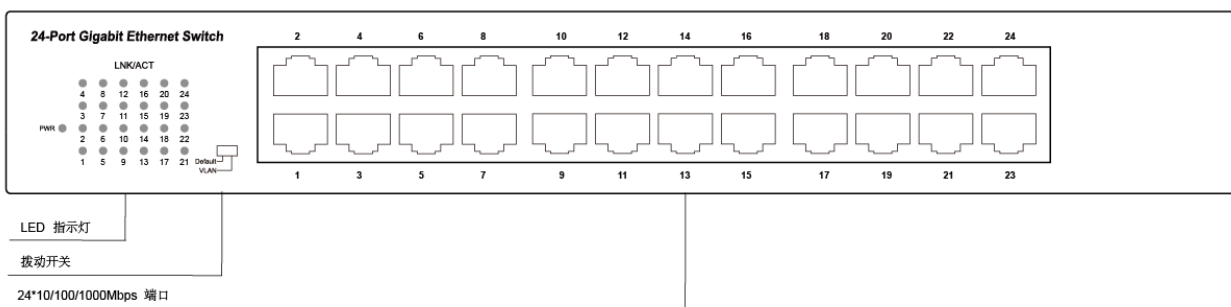 24-Port Gigabit Ethernet Switch
2 4 6 8 10 12 14 16 18 20 22 24
LNK/ACT
4 8 12 16 20 24
3 7 11 15 19 23
PWR
2 6 10 14 18 22
1 5 9 13 17 21
Default
VLAN
1 3 5 7 9 11 13 15 17 19 21 23
LED 指示灯
拨动开关
24*10/100/1000Mbps 端口